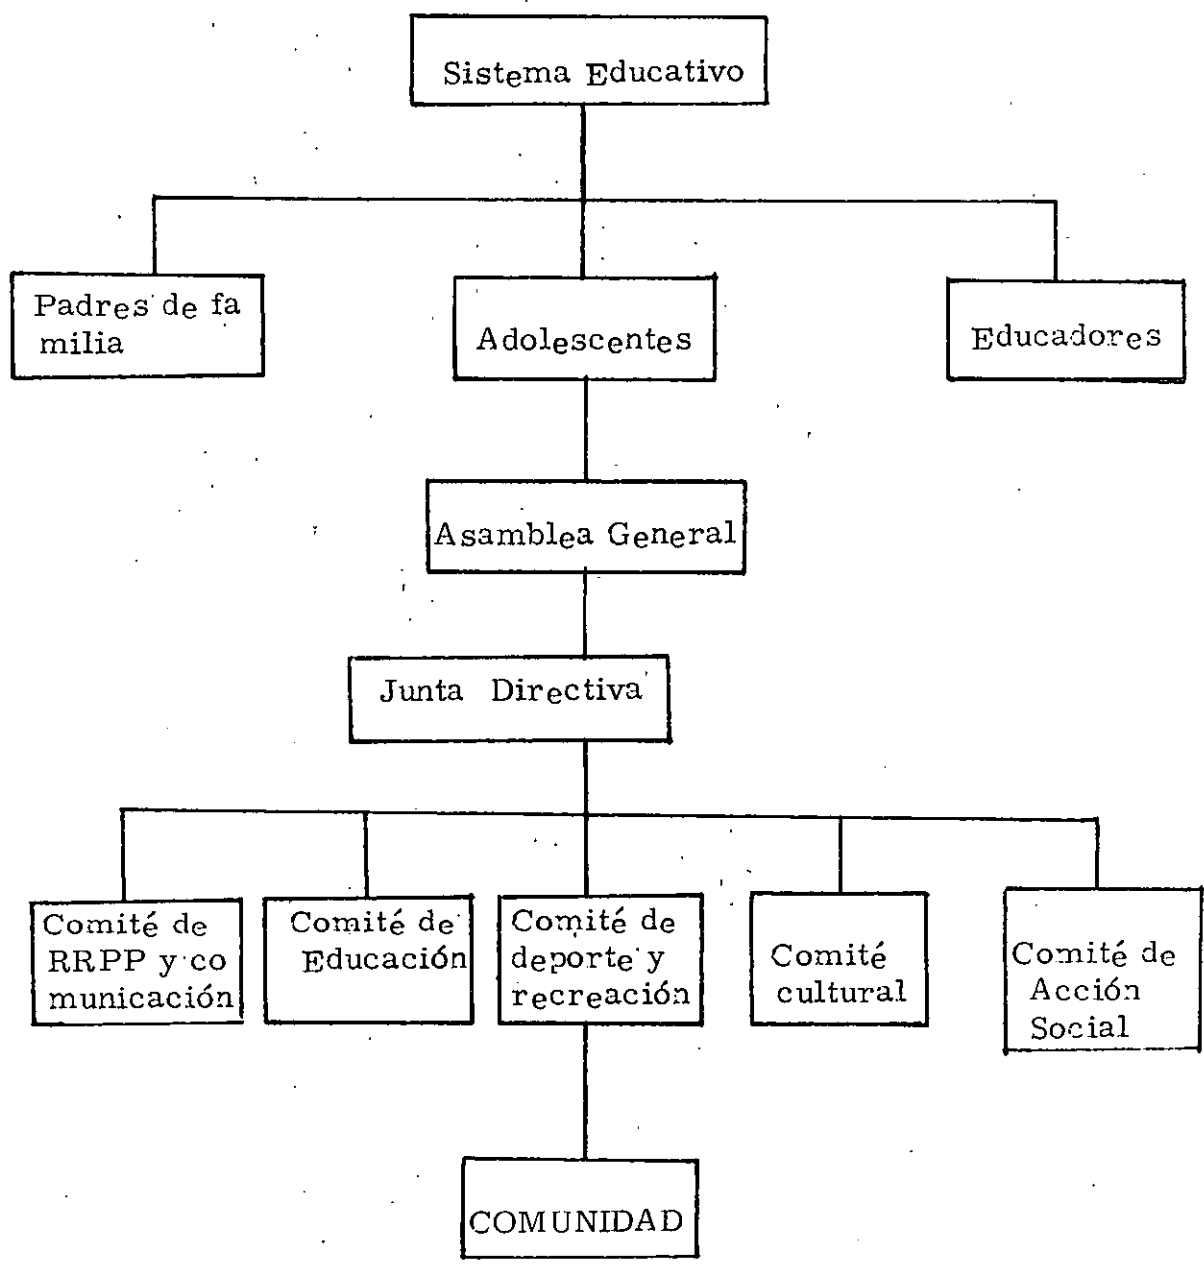 Sistema Educativo
Padres de fa
milia
Adolescentes
Educadores
Asamblea General
Junta Directiva
Comité de
RRPP y co
municación
Comité de
Educación
Comité de
deporte y
recreación
Comité
cultural
Comité de
Acción
Social
COMUNIDAD